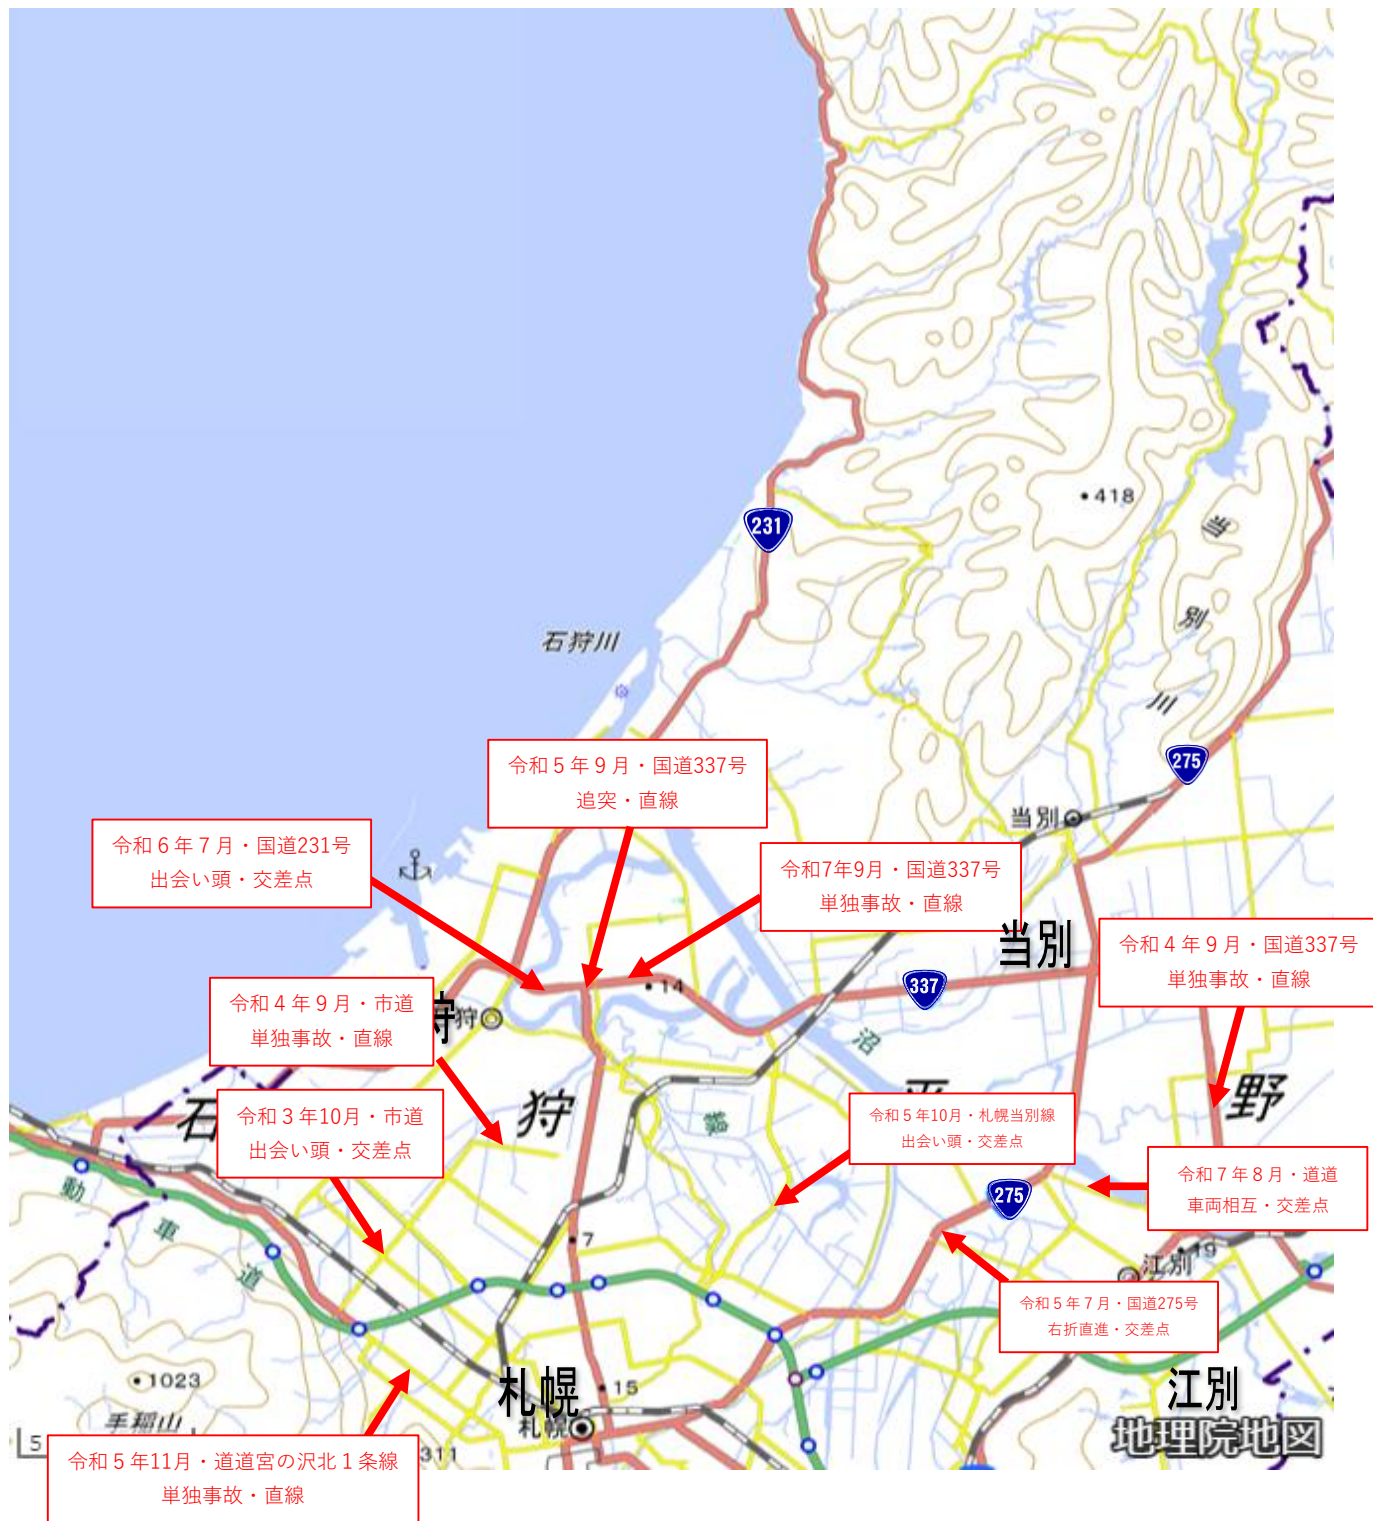 418
231
当
別
川
石狩川
275
当別
令和５年９月・国道337号
追突・直線
令和６年７月・国道231号
出会い頭・交差点
令和7年9月・国道337号
単独事故・直線
当別
令和４年９月・国道337号
単独事故・直線
337
14
令和４年９月・市道
単独事故・直線
狩
狩
沼
令和３年10月・市道
出会い頭・交差点
石
狩
線
平
野
令和５年10月・札幌当別線
出会い頭・交差点
令和７年８月・道道
車両相互・交差点
275
動
車
道
7
19
江別
令和５年７月・国道275号
右折直進・交差点
1023
手稲山
札幌
15
札幌
江別
5
311
地理院地図
令和５年11月・道道宮の沢北１条線
単独事故・直線